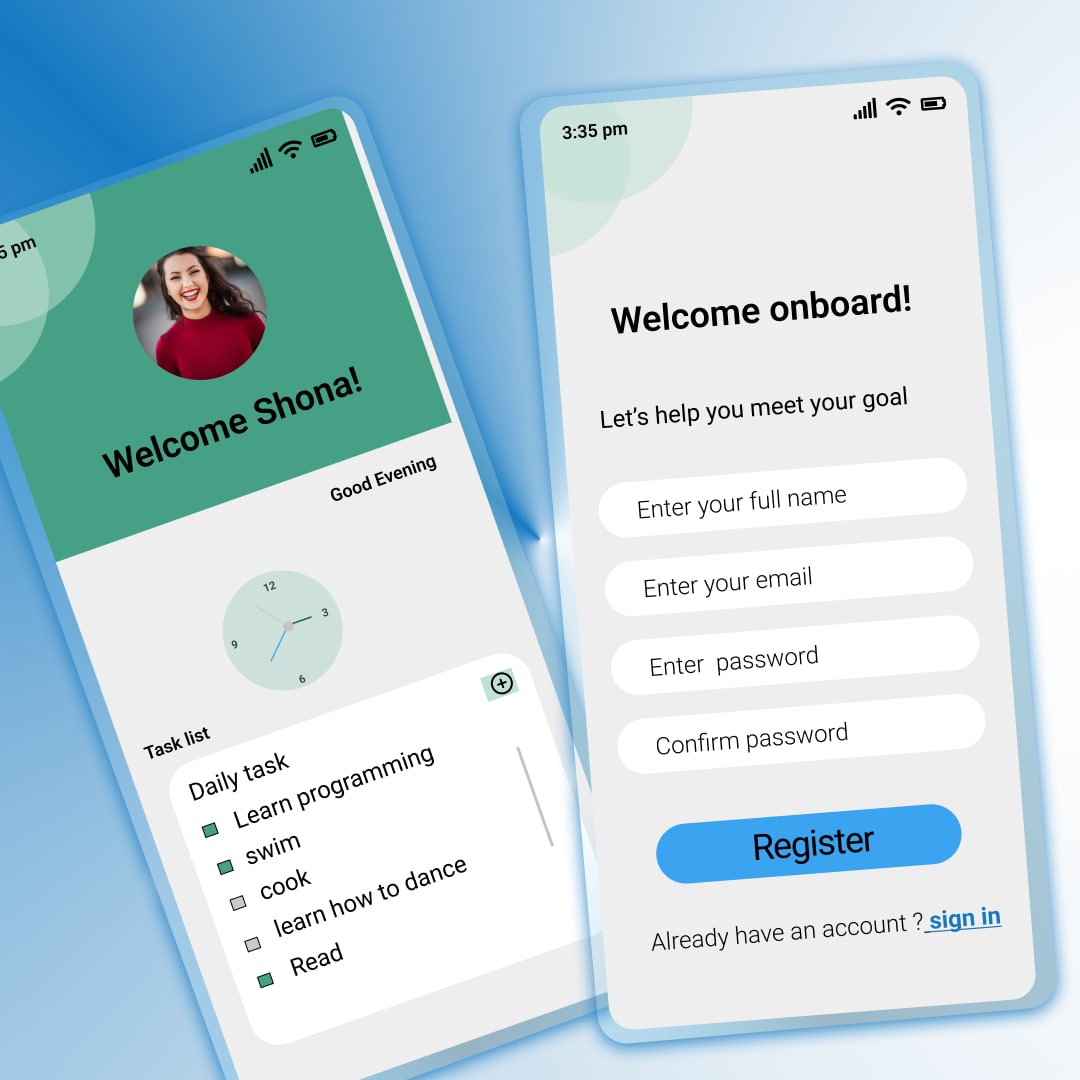 5 pm
Welcome Shona!
Good Evening
12
3
9
6
Task list
Daily task
Learn programming
swim
cook
learn how to dance
Read
3:35 pm
Welcome onboard!
Let’s help you meet your goal
Enter your full name
Enter your email
Enter  password
Confirm password
Register
Already have an account ? sign in